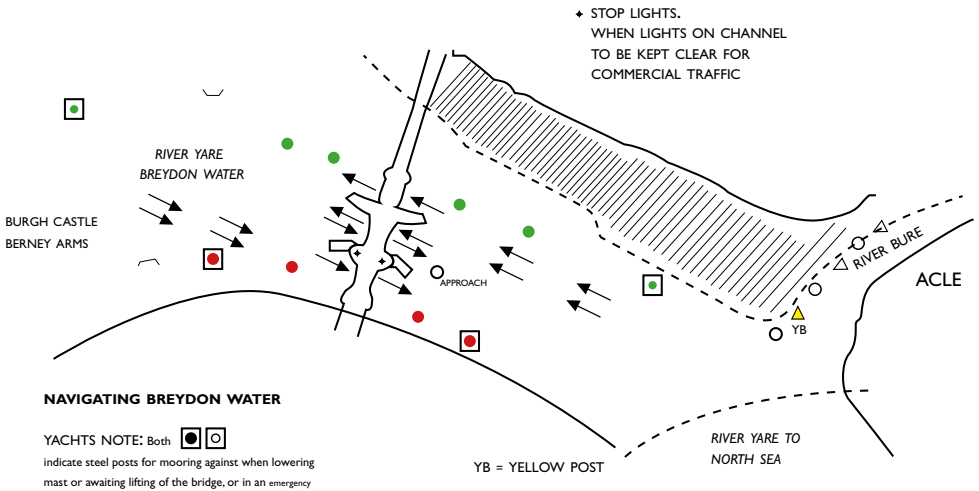 ✦ STOP LIGHTS.
WHEN LIGHTS ON CHANNEL
TO BE KEPT CLEAR FOR
COMMERCIAL TRAFFIC
RIVER YARE
BREYDON WATER
BURGH CASTLE
BERNEY ARMS
APPROACH
RIVER BURE
ACLE
YB
NAVIGATING BREYDON WATER
YACHTS NOTE: Both
indicate steel posts for mooring against when lowering
mast or awaiting lifting of the bridge, or in an emergency
YB = YELLOW POST
RIVER YARE TO
NORTH SEA